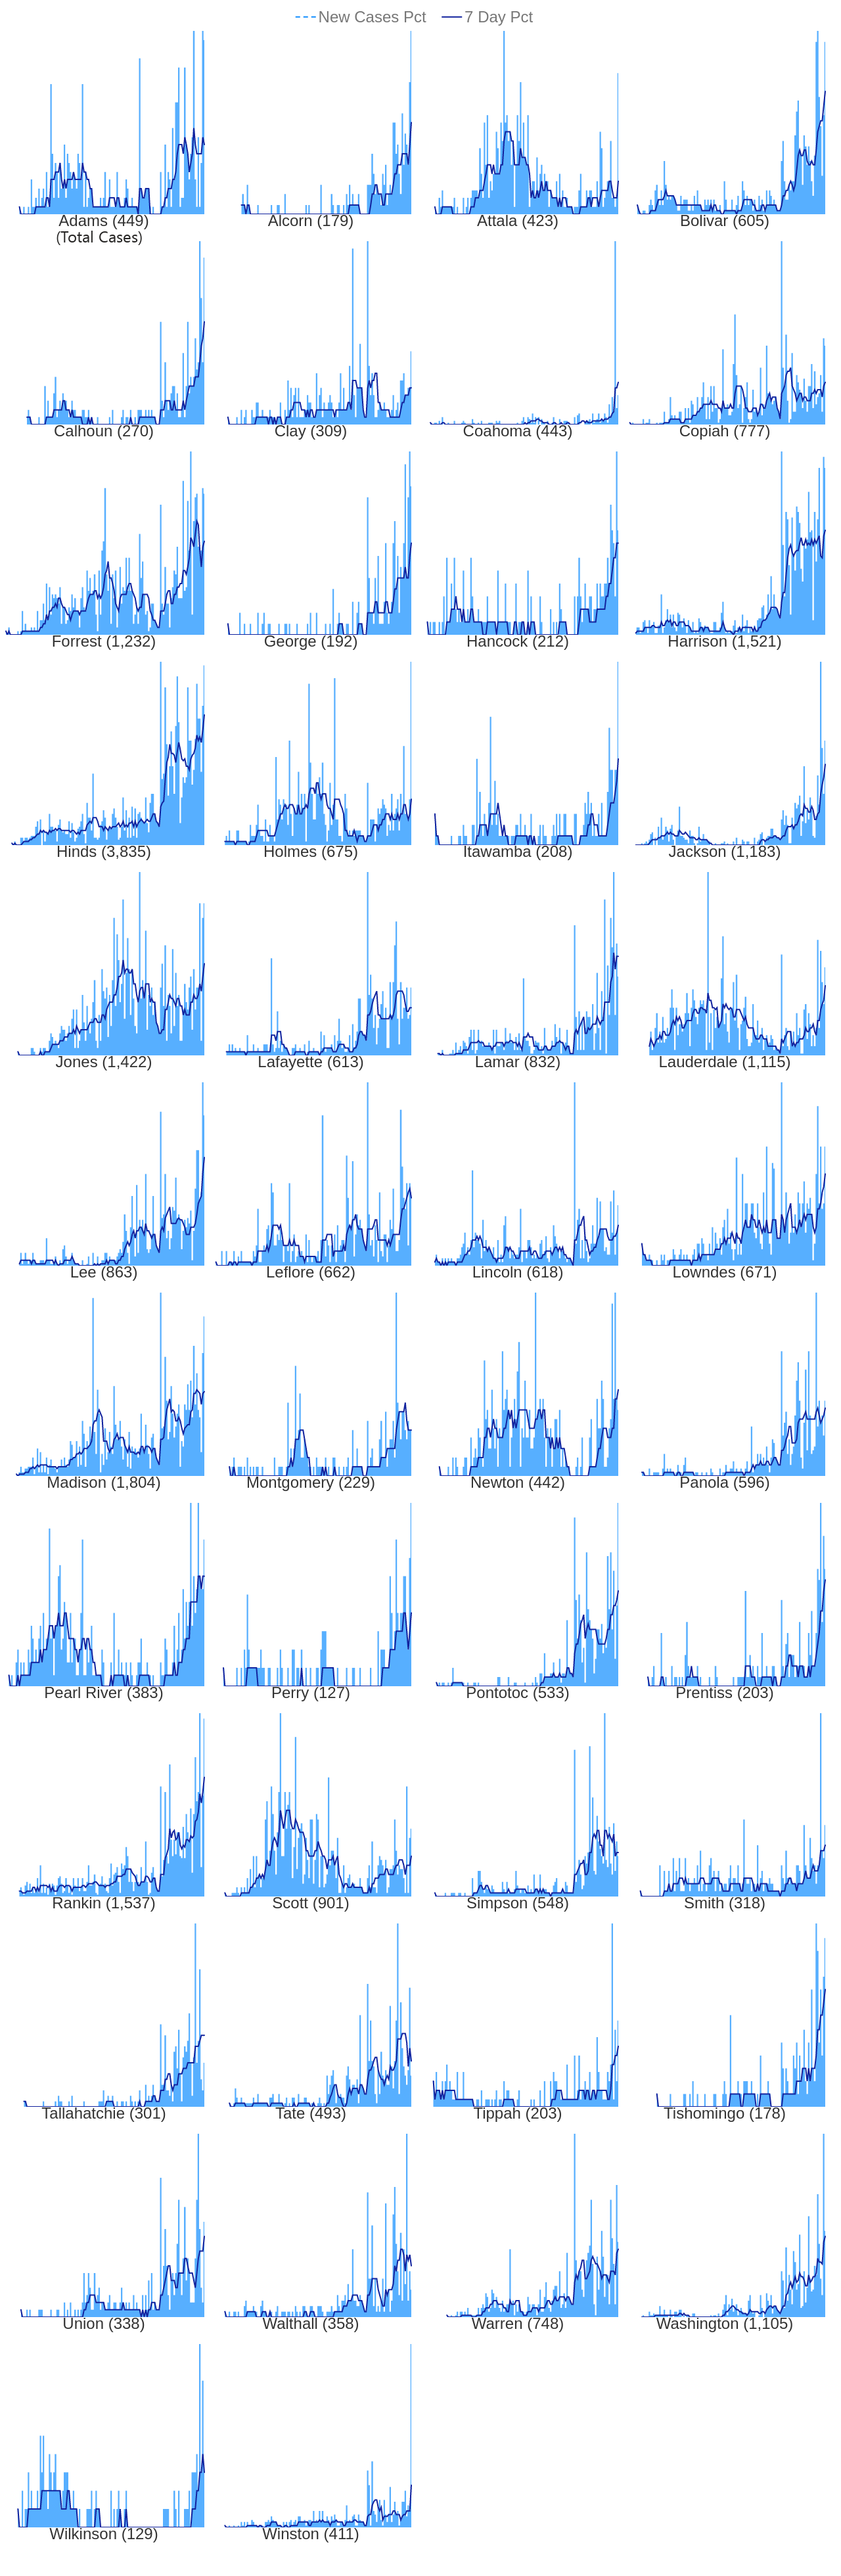 New Cases Pct 7 Day Pct
Adams (449) Alcorn (179) Attala (423) Bolivar (605)
(Total Cases)
Calhoun (270) Clay (309) Coahoma (443) Copiah (777)
Forrest (1,232) George (192) Hancock (212) Harrison (1,521)
Hinds (3,835) Holmes (675) Itawamba (208) Jackson (1,183)
Jones (1,422) Lafayette (613) Lamar (832) Lauderdale (1,115)
Lee (863) Leflore (662) Lincoln (618) Lowndes (671)
Madison (1,804) Montgomery (229) Newton (442) Panola (596)
Pearl River (383) Perry (127) Pontotoc (533) Prentiss (203)
Rankin (1,537) Scott (901) Simpson (548) Smith (318)
Tallahatchie (301) Tate (493) Tippah (203) Tishomingo (178)
Union (338) Walthall (358) Warren (748) Washington (1,105)
Wilkinson (129) Winston (411)